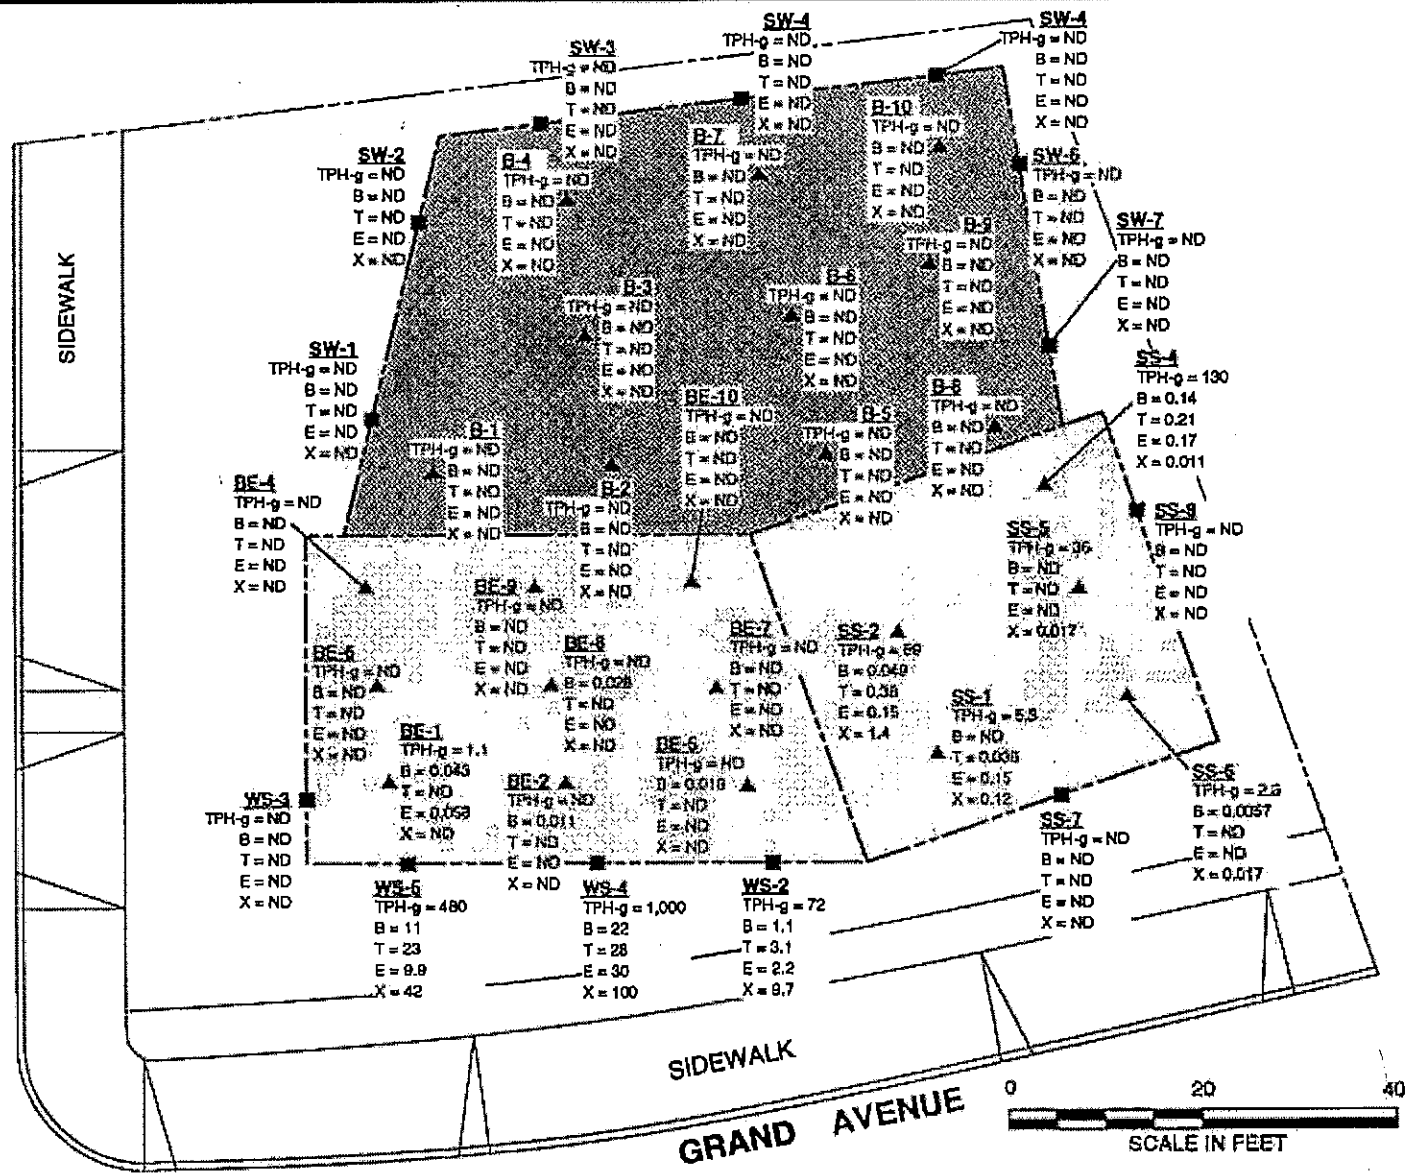 SW-3
TPH-g = ND
B = ND
T = ND
E = ND
X = ND
SW-4
TPH-g = ND
B = ND
T = ND
E = ND
X = ND
SW-4
TPH-g = ND
B = ND
T = ND
E = ND
X = ND
SW-2
TPH-g = ND
B = ND
T = ND
E = ND
X = ND
B-4
TPH-g = ND
B = ND
T = ND
E = ND
X = ND
B-7
TPH-g = ND
B = ND
T = ND
E = ND
X = ND
B-10
TPH-g = ND
B = ND
T = ND
E = ND
X = ND
SW-6
TPH-g = ND
B = ND
T = ND
E = ND
X = ND
SW-7
TPH-g = ND
B = ND
T = ND
E = ND
X = ND
B-9
TPH-g = ND
B = ND
T = ND
E = ND
X = ND
B-3
TPH-g = ND
B = ND
T = ND
E = ND
X = ND
B-6
TPH-g = ND
B = ND
T = ND
E = ND
X = ND
SIDEWALK
SW-1
TPH-g = ND
B = ND
T = ND
E = ND
X = ND
B-1
TPH-g = ND
B = ND
T = ND
E = ND
X = ND
BE-10
TPH-g = ND
B = ND
T = ND
E = ND
X = ND
B-5
TPH-g = ND
B = ND
T = ND
E = ND
X = ND
B-8
TPH-g = ND
B = ND
T = ND
E = ND
X = ND
SS-4
TPH-g = 130
B = 0.14
T = 0.21
E = 0.17
X = 0.011
BE-4
TPH-g = ND
B = ND
T = ND
E = ND
X = ND
B-2
TPH-g = ND
B = ND
T = ND
E = ND
X = ND
SS-5
TPH-g = 36
B = ND
T = ND
E = ND
X = 0.017
SS-9
TPH-g = ND
B = ND
T = ND
E = ND
X = ND
BE-9
TPH-g = ND
B = ND
T = ND
E = ND
X = ND
BE-6
TPH-g = ND
B = ND
T = ND
E = ND
X = ND
BE-8
TPH-g = ND
B = 0.028
T = ND
E = ND
X = ND
BE-7
TPH-g = ND
B = ND
T = ND
E = ND
X = ND
SS-2
B = 0.049
E = 0.15
X = 1.4
SS-1
B = ND
E = 0.15
X = 0.12
BE-1
TPH-g = 1.1
B = 0.043
T = ND
X = ND
BE-2
TPH-g = ND
B = 0.011
T = ND
E = ND
X = ND
BE-5
TPH-g = ND
T = ND
E = ND
X = ND
WS-3
TPH-g = ND
B = ND
T = ND
E = ND
X = ND
SS-7
TPH-g = ND
B = ND
T = ND
E = ND
X = ND
SS-6
B = 0.0057
T = ND
E = ND
X = 0.017
WS-5
TPH-g = 480
B = 11
T = 23
E = 9.9
X = 42
WS-4
TPH-g = 1,000
B = 22
T = 28
E = 30
X = 100
WS-2
TPH-g = 72
B = 1.1
T = 3.1
E = 2.2
X = 9.7
SIDEWALK
GRAND AVENUE
0 20 40
SCALE IN FEET